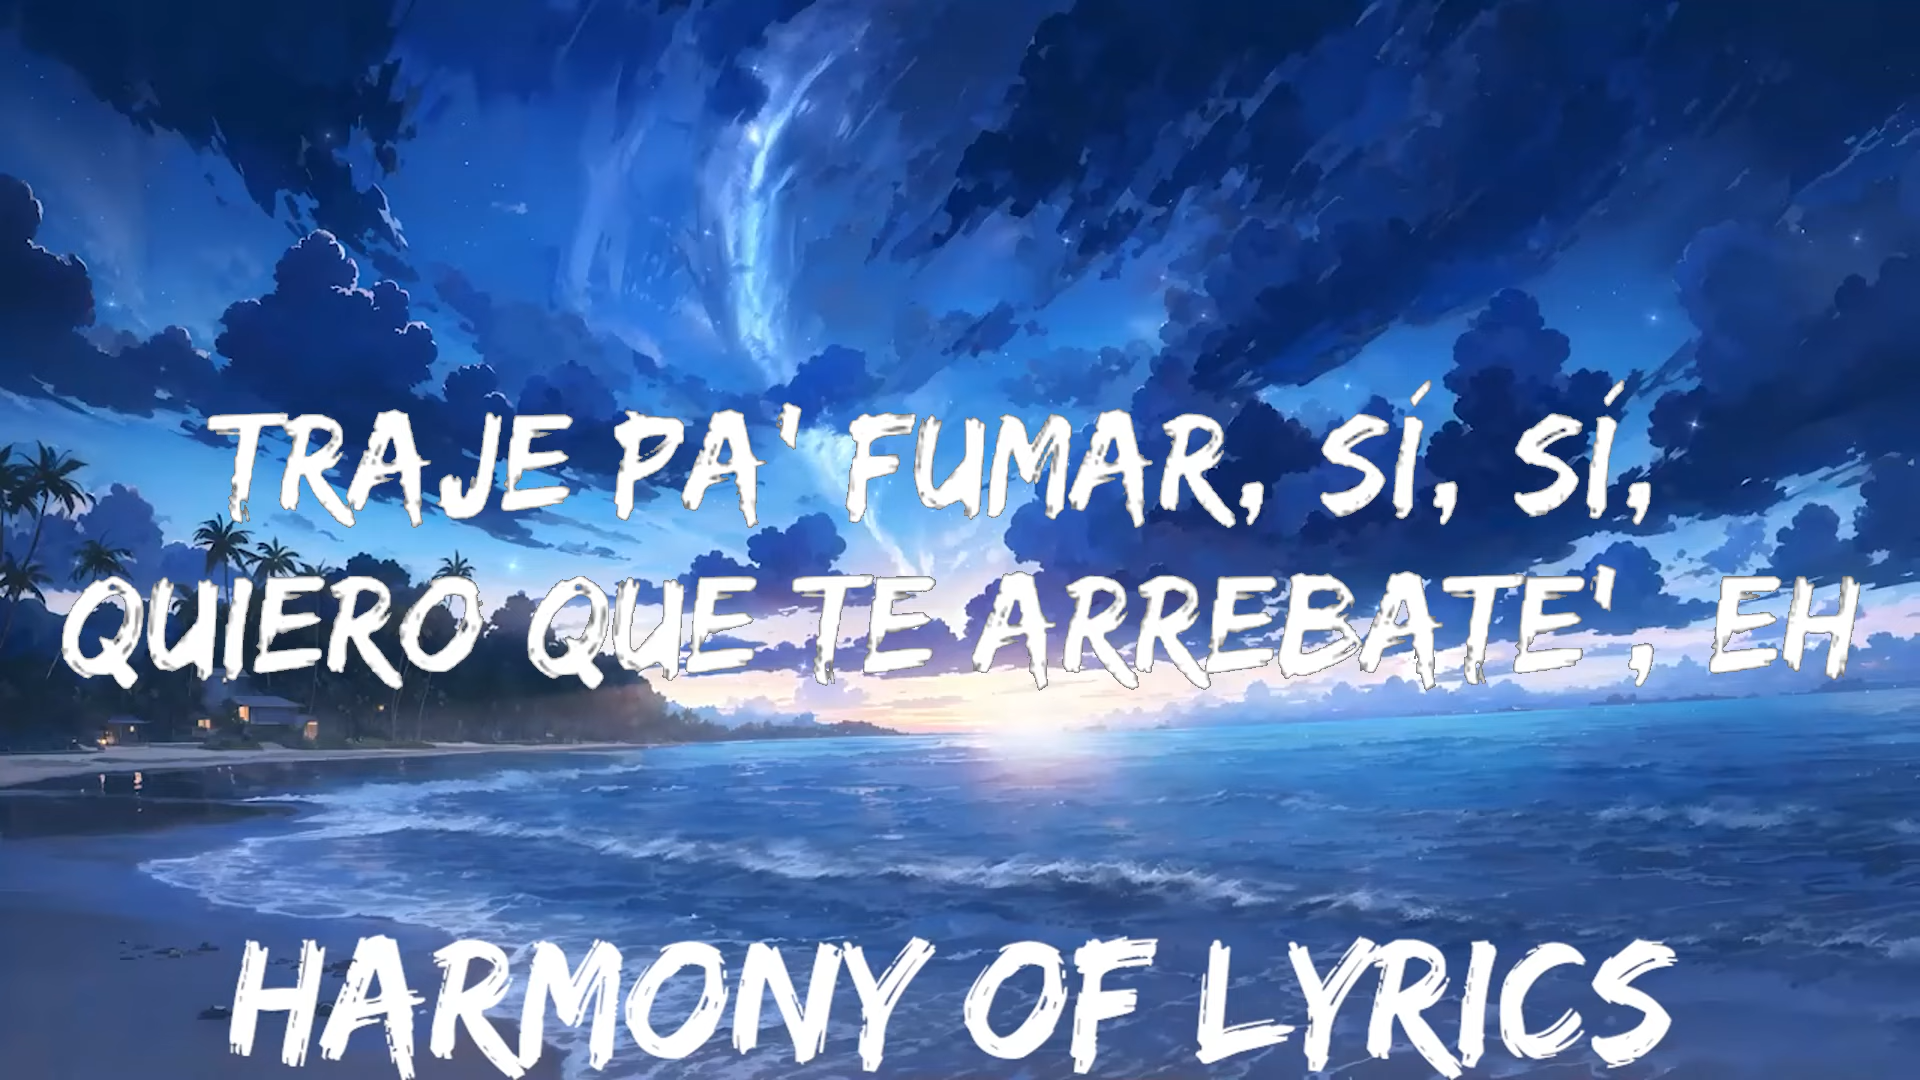 TRAJE PA' FUMAR, SÍ, SÍ,
QUIERO QUE TE ARREBATE', EH
HARMONY OF LYRICS